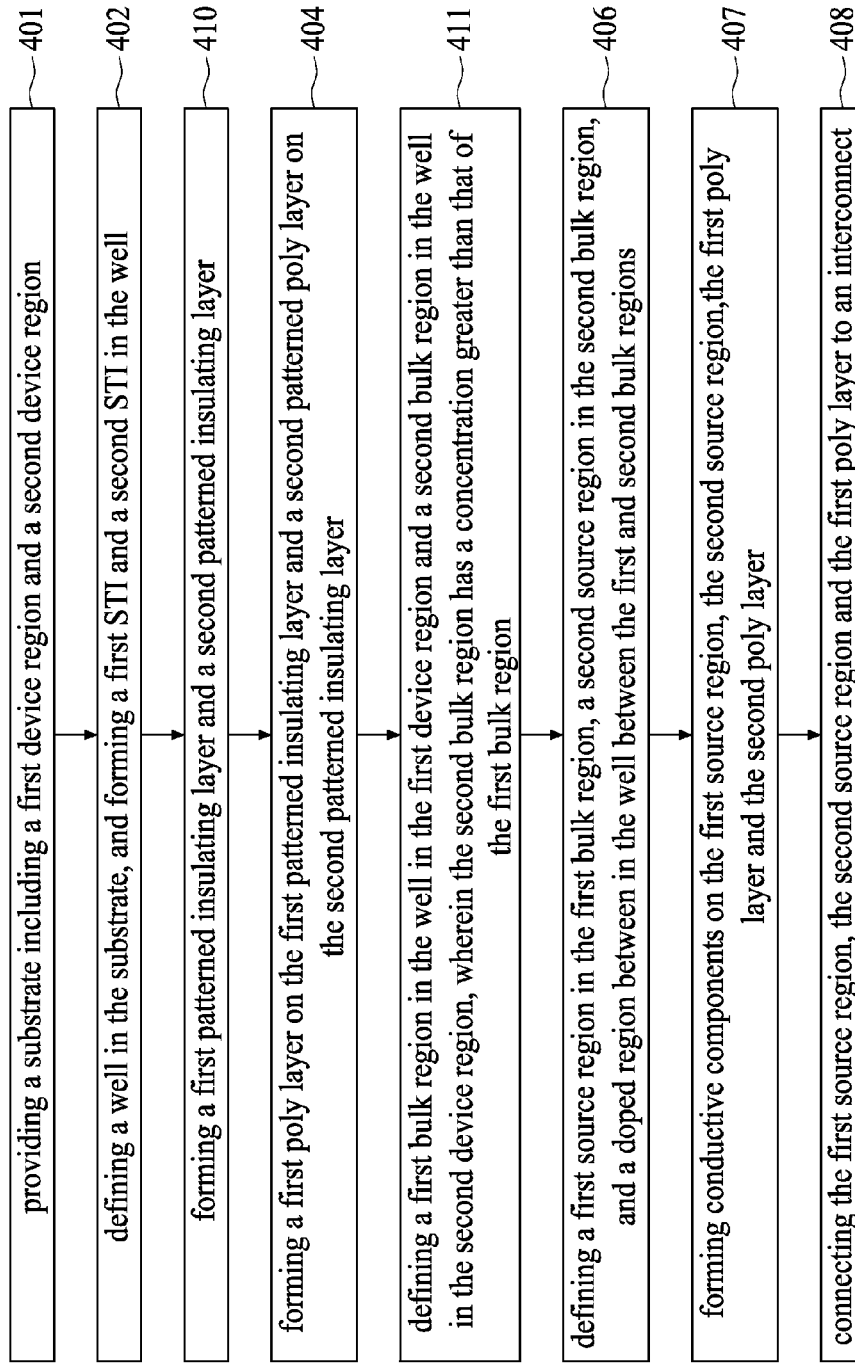 providing a substrate including a first device region and a second device region
401
defining a well in the substrate, and forming a first STI and a second STI in the well
402
forming a first patterned insulating layer and a second patterned insulating layer
410
forming a first poly layer on the first patterned insulating layer and a second patterned poly layer on
the second patterned insulating layer
404
defining a first bulk region in the well in the first device region and a second bulk region in the well
in the second device region, wherein the second bulk region has a concentration greater than that of
the first bulk region
411
defining a first source region in the first bulk region, a second source region in the second bulk region,
and a doped region between in the well between the first and second bulk regions
406
forming conductive components on the first source region, the second source region,the first poly
layer and the second poly layer
407
connecting the first source region, the second source region and the first poly layer to an interconnect
408